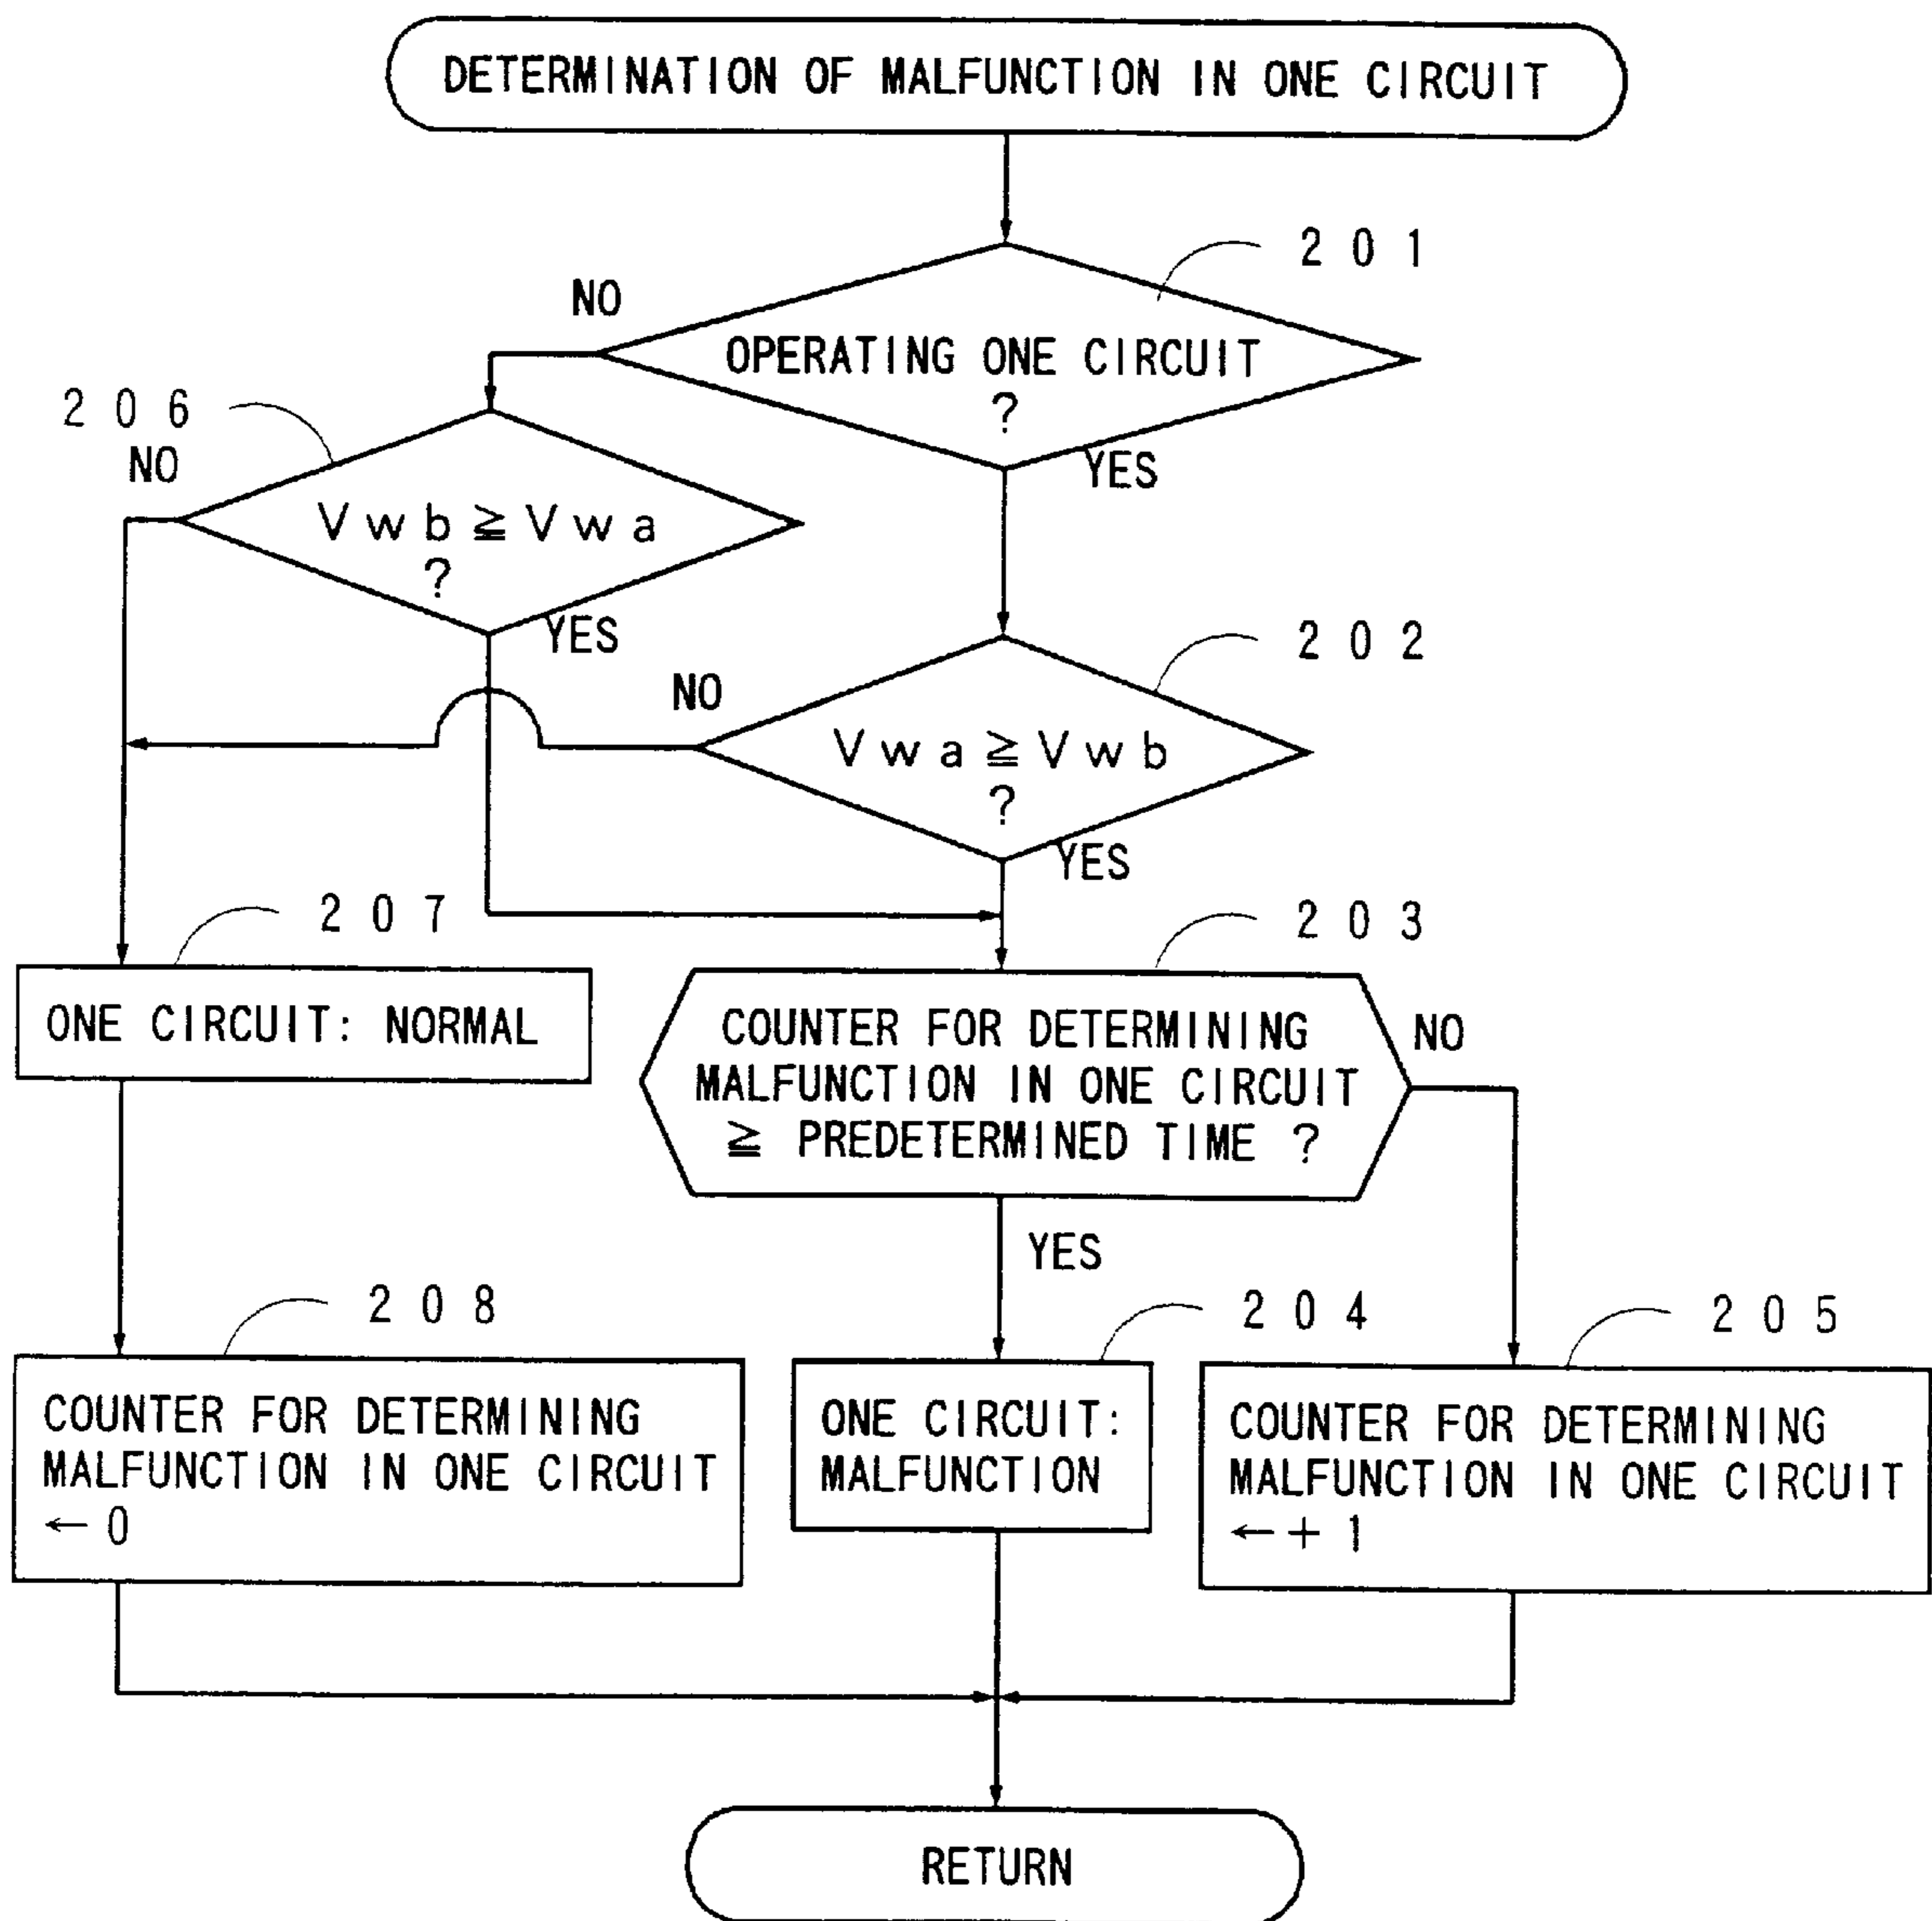 DETERMINATION OF MALFUNCTION IN ONE CIRCUIT
201
NO
OPERATING ONE CIRCUIT
?
YES
206
NO
Vwb ≧ Vwa
?
YES
202
NO
Vwa ≧ Vwb
?
YES
207
ONE CIRCUIT: NORMAL
203
COUNTER FOR DETERMINING
MALFUNCTION IN ONE CIRCUIT
≧ PREDETERMINED TIME ?
NO
YES
208
COUNTER FOR DETERMINING
MALFUNCTION IN ONE CIRCUIT
← 0
204
ONE CIRCUIT:
MALFUNCTION
205
COUNTER FOR DETERMINING
MALFUNCTION IN ONE CIRCUIT
← + 1
RETURN